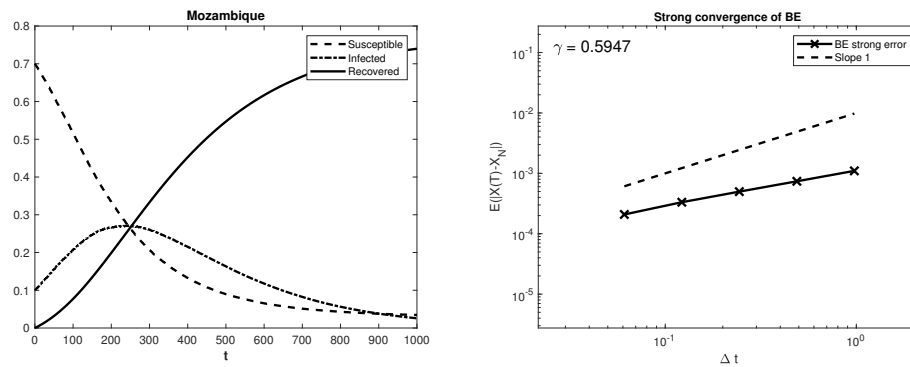 Mozambique
0.8
0.7
0.6
0.5
0.4
0.3
0.2
0.1
0
0 100 200 300 400 500 600 700 800 900 1000
t
Susceptible
Infected
Recovered
Strong convergence of BE
γ = 0.5947
BE strong error
Slope 1
E(|X(T)-X_N|)
10^-1
10^-2
10^-3
10^-4
10^-5
10^-1 10^0
Δ t